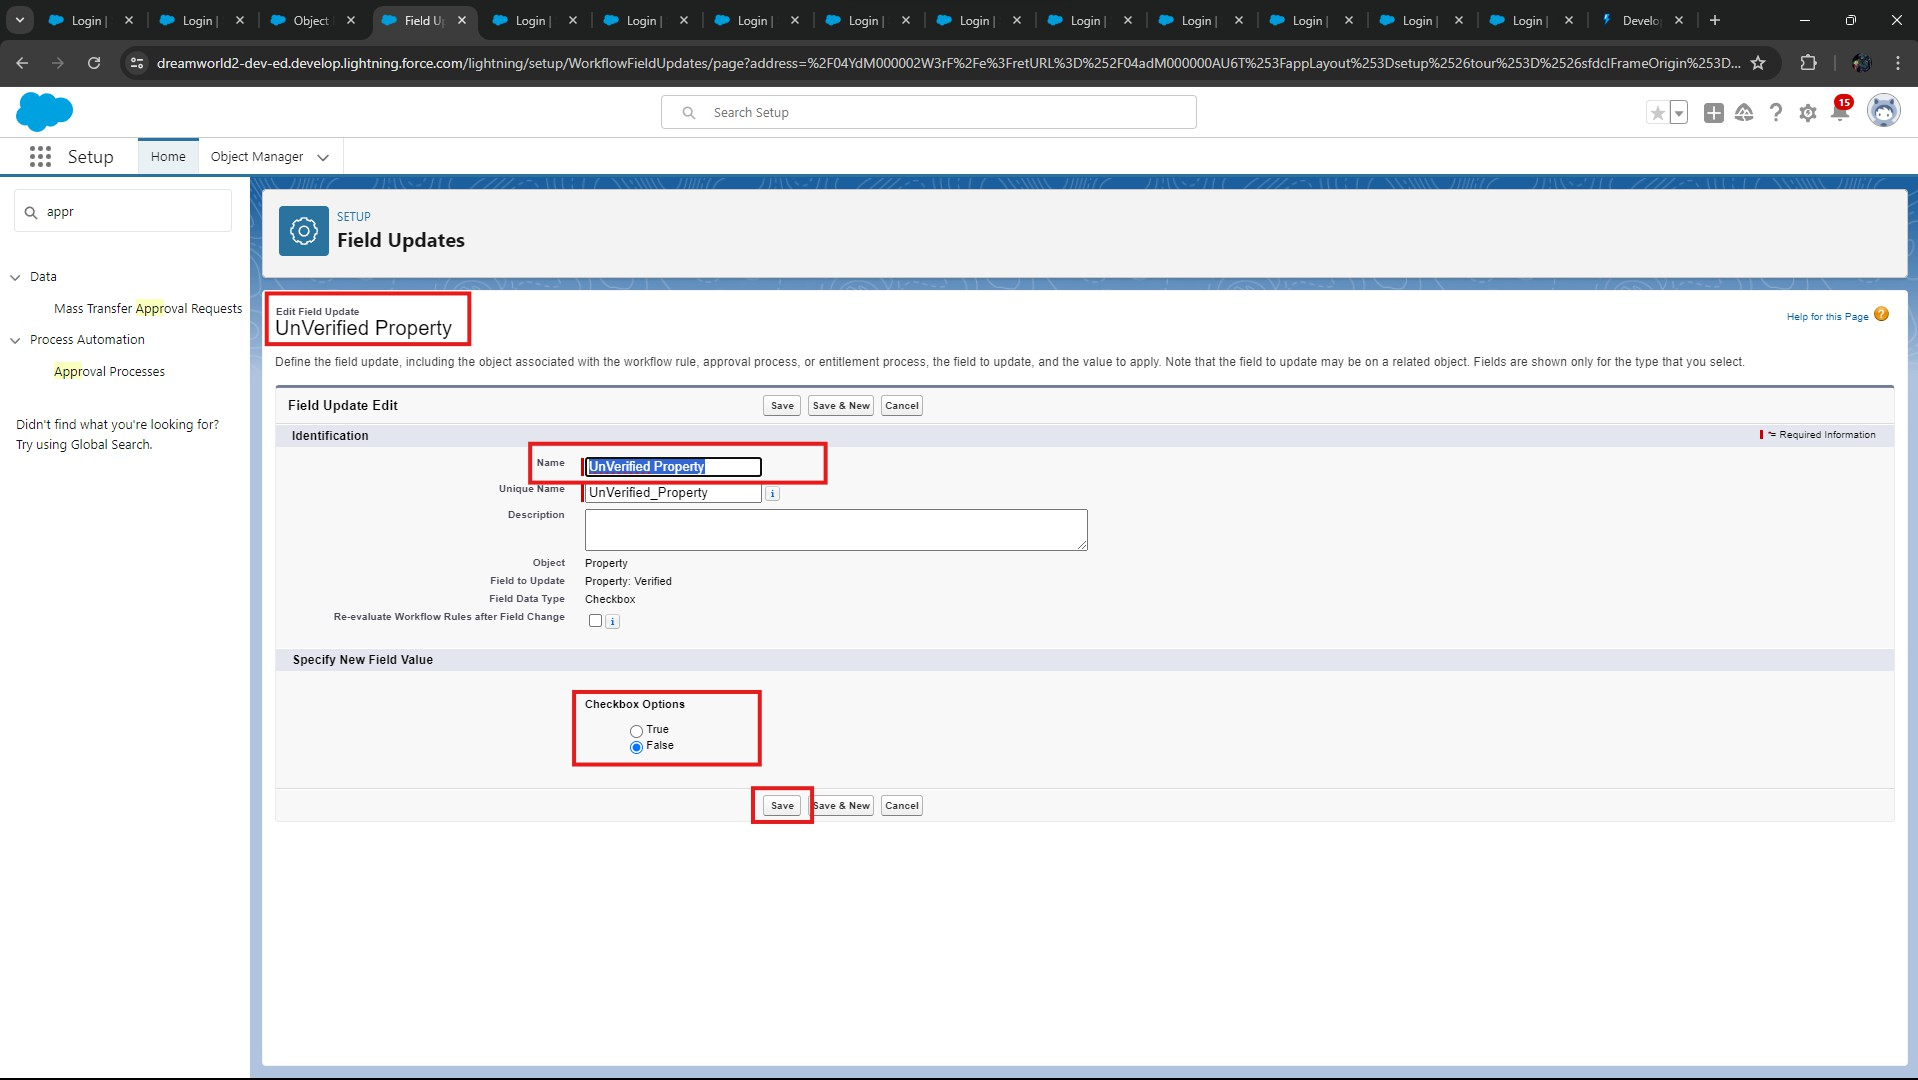 Login |
Login |
Object
Field U
Login |
Login |
Login |
Login |
Login |
Login |
Login |
Login |
Login |
Login |
Develo
dreamworld2-dev-ed.develop.lightning.force.com/lightning/setup/WorkflowFieldUpdates/page?address=%2F04YdM000002W3rF%2Fe%3FretURL%3D%252F04adM000000AU6T%253FappLayout%253Dsetup%2526tour%253D%2526sfdcIFrameOrigin%253D...
Search Setup
15
Setup
Home
Object Manager
appr
Data
Mass Transfer Approval Requests
Process Automation
Approval Processes
Didn't find what you're looking for?
Try using Global Search.
SETUP
Field Updates
Edit Field Update
UnVerified Property
Help for this Page ?
Define the field update, including the object associated with the workflow rule, approval process, or entitlement process, the field to update, and the value to apply. Note that the field to update may be on a related object. Fields are shown only for the type that you select.
Field Update Edit
Save
Save & New
Cancel
Identification
= Required Information
Name
UnVerified Property
Unique Name
UnVerified_Property
i
Description
Object
Property
Field to Update
Property: Verified
Field Data Type
Checkbox
Re-evaluate Workflow Rules after Field Change
i
Specify New Field Value
Checkbox Options
True
False
Save
Save & New
Cancel